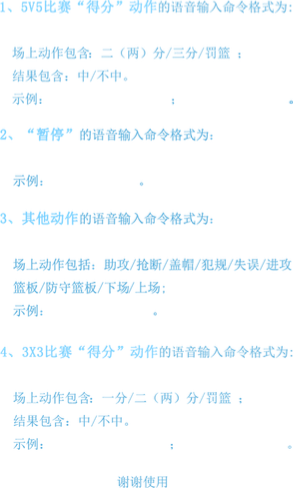 1、5V5比赛“得分”动作的语音输入命令格式为:
场上动作包含: 二（两）分/三分/罚篮 ；
结果包含: 中/不中。
示例: ； 。
2、“暂停”的语音输入命令格式为:
示例: 。
3、其他动作的语音输入命令格式为:
场上动作包括: 助攻/抢断/盖帽/犯规/失误/进攻
篮板/防守篮板/下场/上场;
示例: 。
4、3X3比赛“得分”动作的语音输入命令格式为:
场上动作包含: 一分/二（两）分/罚篮 ；
结果包含: 中/不中。
示例: ； 。
谢谢使用